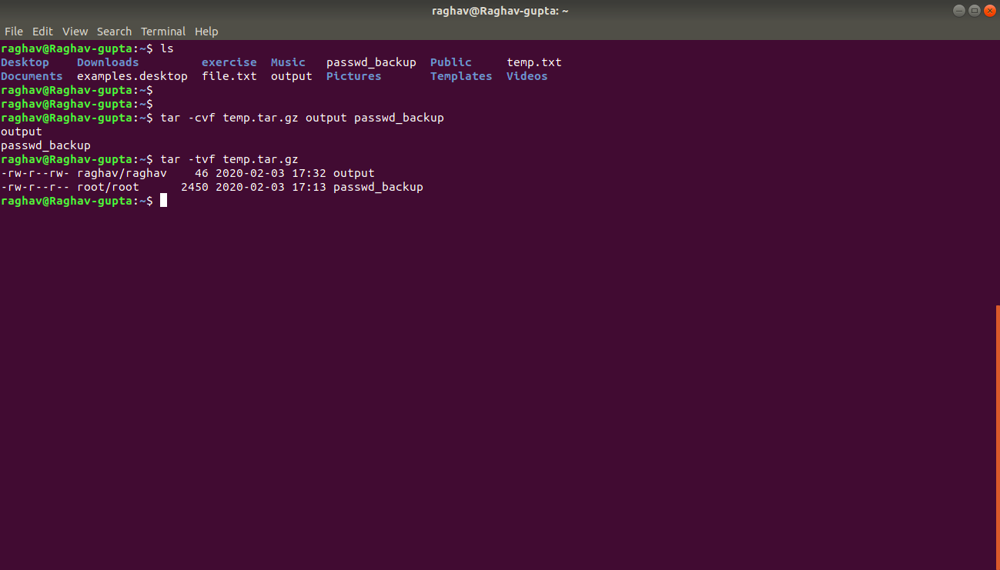 raghav@Raghav-gupta: ~
File Edit View Search Terminal Help
raghav@Raghav-gupta:~$ ls
Desktop    Downloads         exercise  Music     passwd_backup  Public     temp.txt
Documents  examples.desktop  file.txt  output  Pictures       Templates  Videos
raghav@Raghav-gupta:~$
raghav@Raghav-gupta:~$
raghav@Raghav-gupta:~$ tar -cvf temp.tar.gz output passwd_backup
output
passwd_backup
raghav@Raghav-gupta:~$ tar -tvf temp.tar.gz
-rw-r--rw- raghav/raghav    46 2020-02-03 17:32 output
-rw-r--r-- root/root      2450 2020-02-03 17:13 passwd_backup
raghav@Raghav-gupta:~$